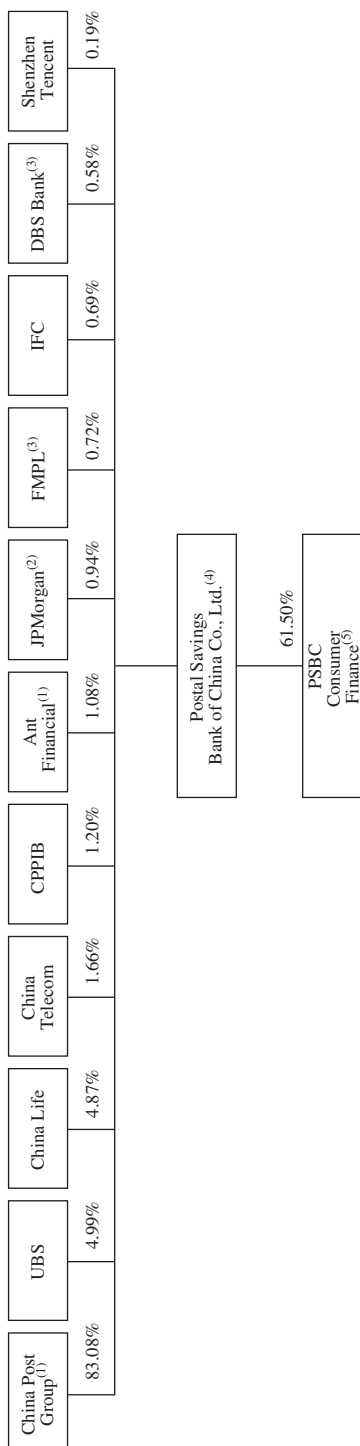 China Post
Group(1)
83.08%
UBS
4.99%
China Life
4.87%
China
Telecom
1.66%
CPPIB
1.20%
Ant
Financial(1)
1.08%
JPMorgan(2)
0.94%
FMPL(3)
0.72%
IFC
0.69%
DBS Bank(3)
0.58%
Shenzhen
Tencent
0.19%
Postal Savings
Bank of China Co., Ltd.(4)
61.50%
PSBC
Consumer
Finance(5)